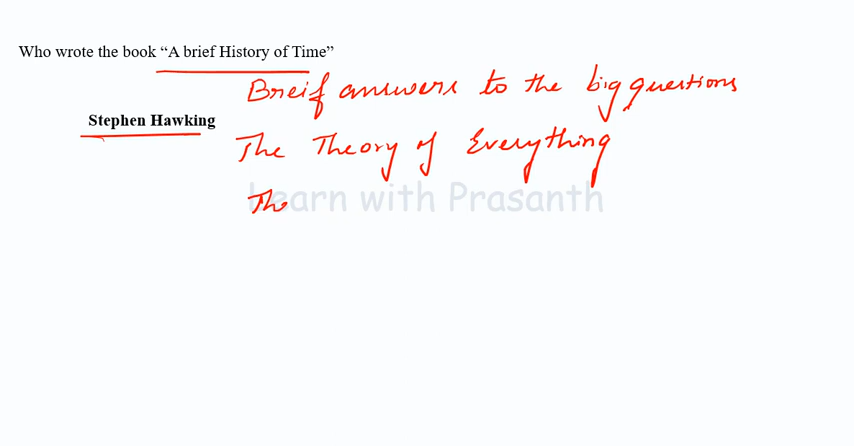 Who wrote the book “A brief History of Time”
Breif answers to the big questions
Stephen Hawking
The Theory of Everything
The
Learn with Prasanth